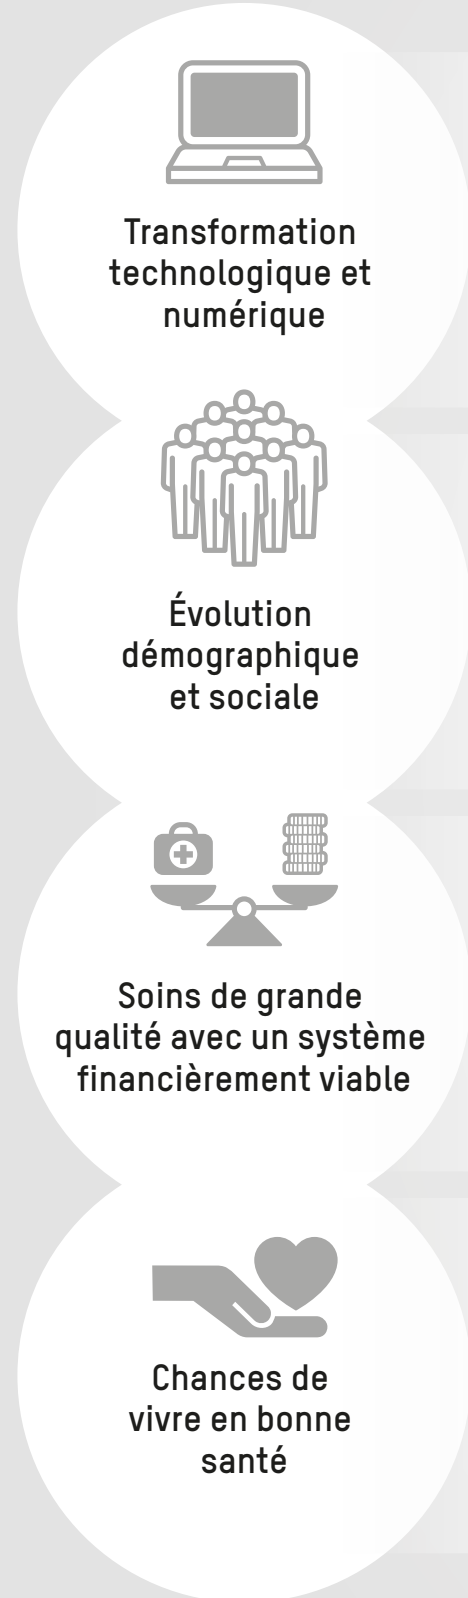 Transformation
technologique et
numérique
Évolution
démographique
et sociale
Soins de grande
qualité avec un système
financièrement viable
Chances de
vivre en bonne
santé